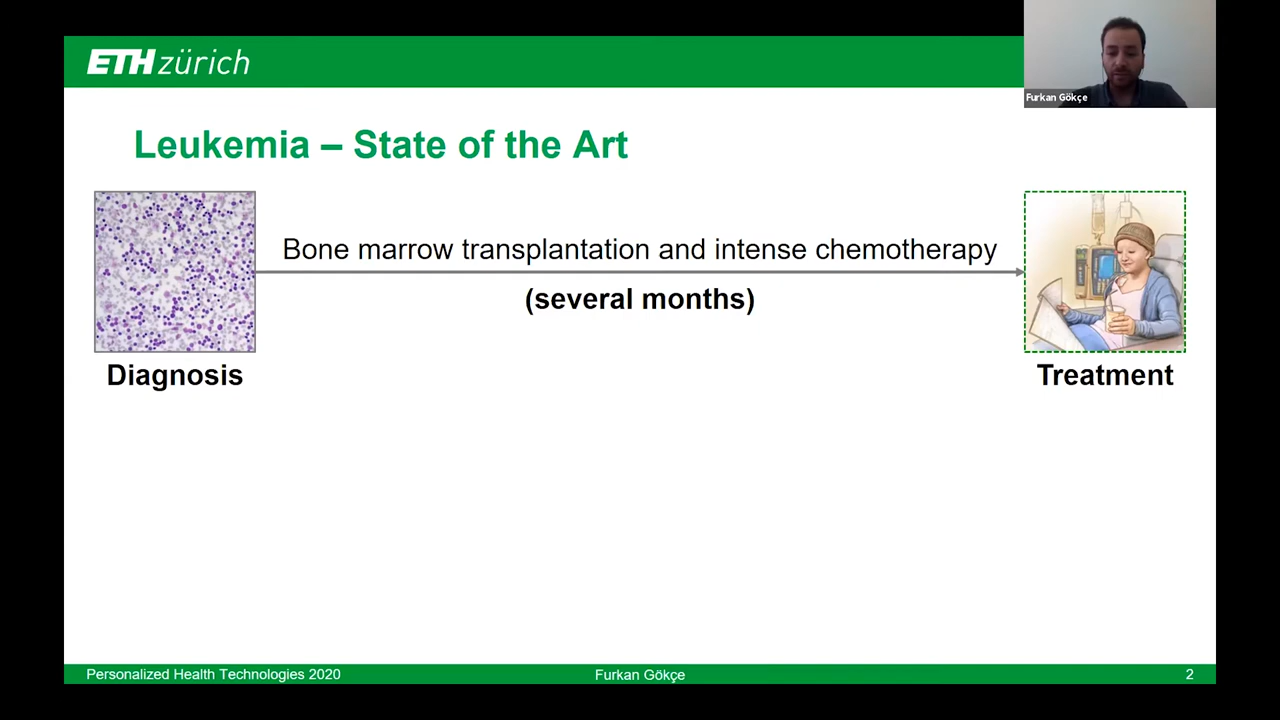 ETH zürich
Furkan Gökçe
Leukemia – State of the Art
Bone marrow transplantation and intense chemotherapy
(several months)
Diagnosis
Treatment
Personalized Health Technologies 2020
Furkan Gökçe
2